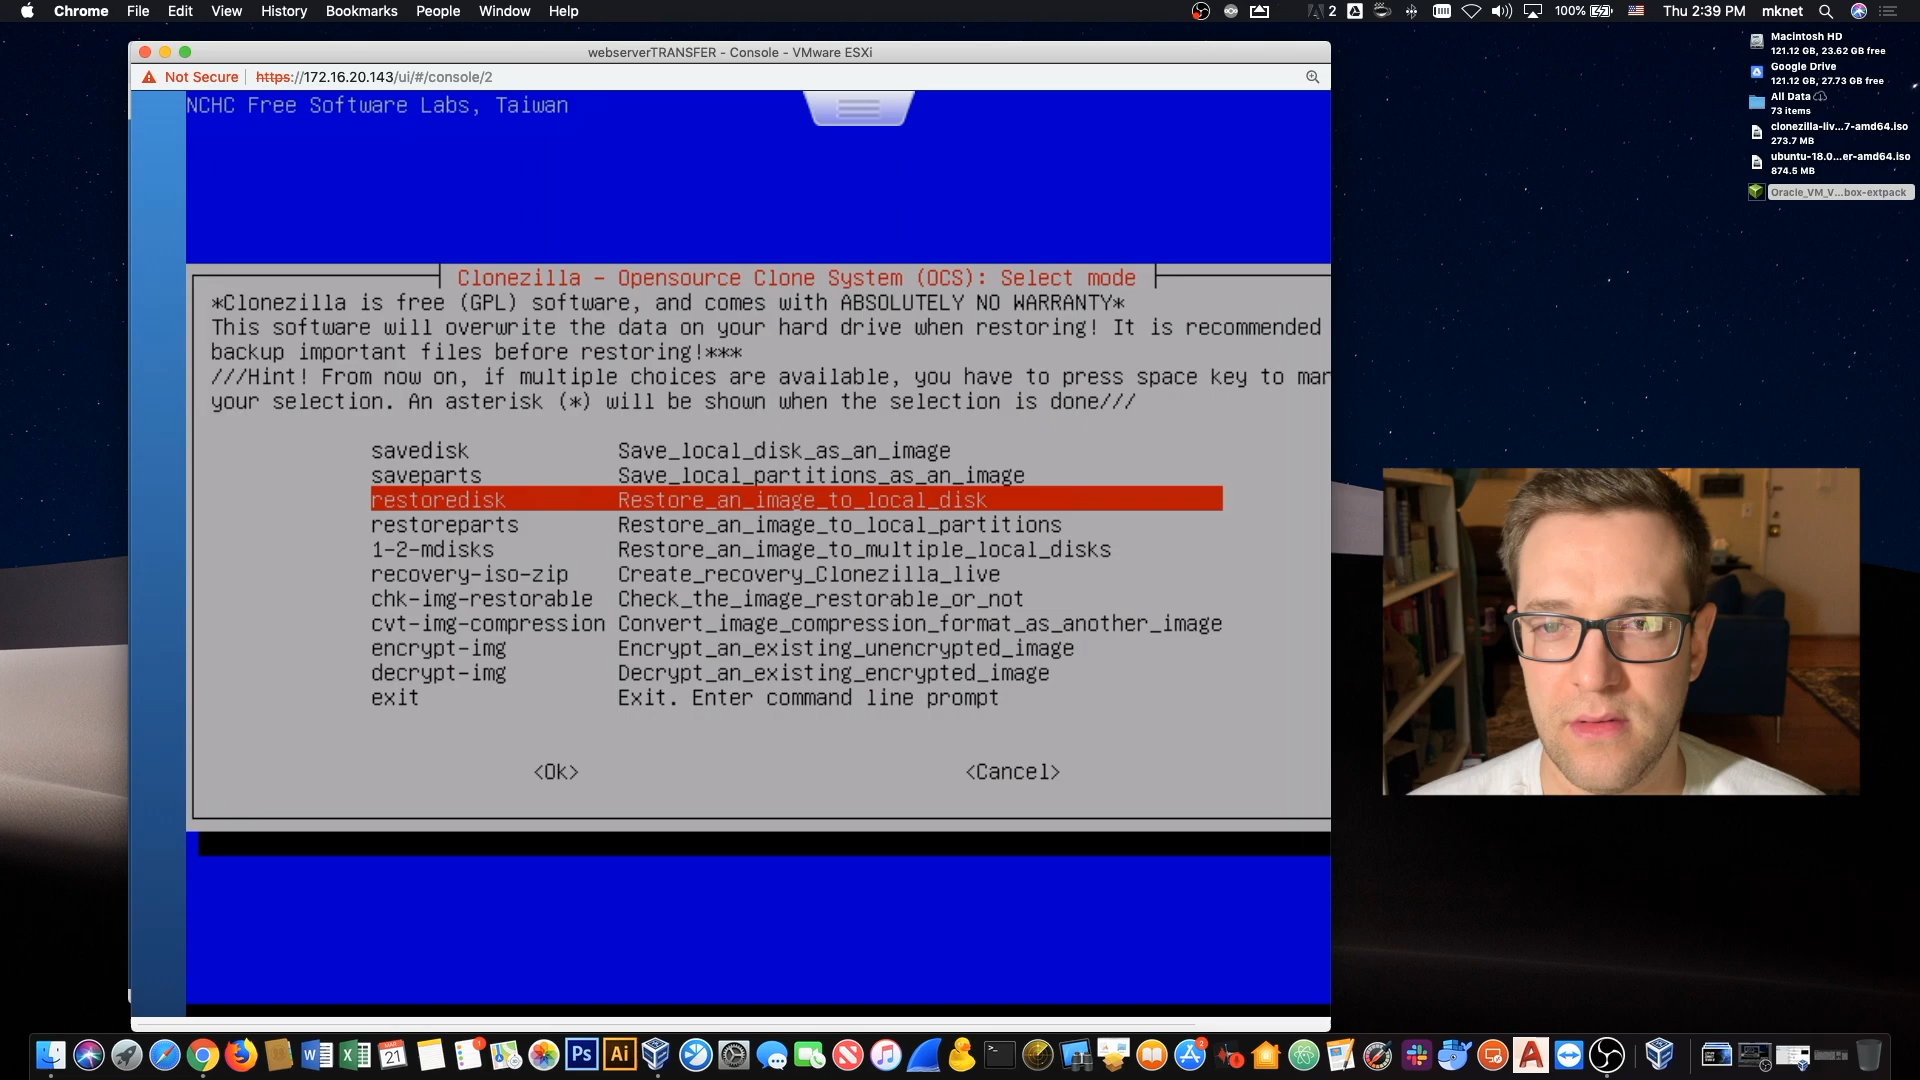 Chrome File Edit View History Bookmarks People Window Help
2 100% Thu 2:39 PM mknet
webserverTRANSFER - Console - VMware ESXi
Not Secure https://172.16.20.143/ui/#/console/2
Macintosh HD
121.12 GB, 23.62 GB free
Google Drive
121.12 GB, 27.73 GB free
All Data
73 items
clonezilla-liv...7-amd64.iso
273.7 MB
ubuntu-18.0...er-amd64.iso
874.5 MB
Oracle_VM_V...box-extpack
NCHC Free Software Labs, Taiwan
Clonezilla - Opensource Clone System (OCS): Select mode
*Clonezilla is free (GPL) software, and comes with ABSOLUTELY NO WARRANTY*
This software will overwrite the data on your hard drive when restoring! It is recommended
backup important files before restoring!***
///Hint! From now on, if multiple choices are available, you have to press space key to mar
your selection. An asterisk (*) will be shown when the selection is done///
savedisk Save_local_disk_as_an_image
saveparts Save_local_partitions_as_an_image
restoredisk Restore_an_image_to_local_disk
restoreparts Restore_an_image_to_local_partitions
1-2-mdisks Restore_an_image_to_multiple_local_disks
recovery-iso-zip Create_recovery_Clonezilla_live
chk-img-restorable Check_the_image_restorable_or_not
cvt-img-compression Convert_image_compression_format_as_another_image
encrypt-img Encrypt_an_existing_unencrypted_image
decrypt-img Decrypt_an_existing_encrypted_image
exit Exit. Enter command line prompt
<Ok> <Cancel>
21 1 Ps Ai 2